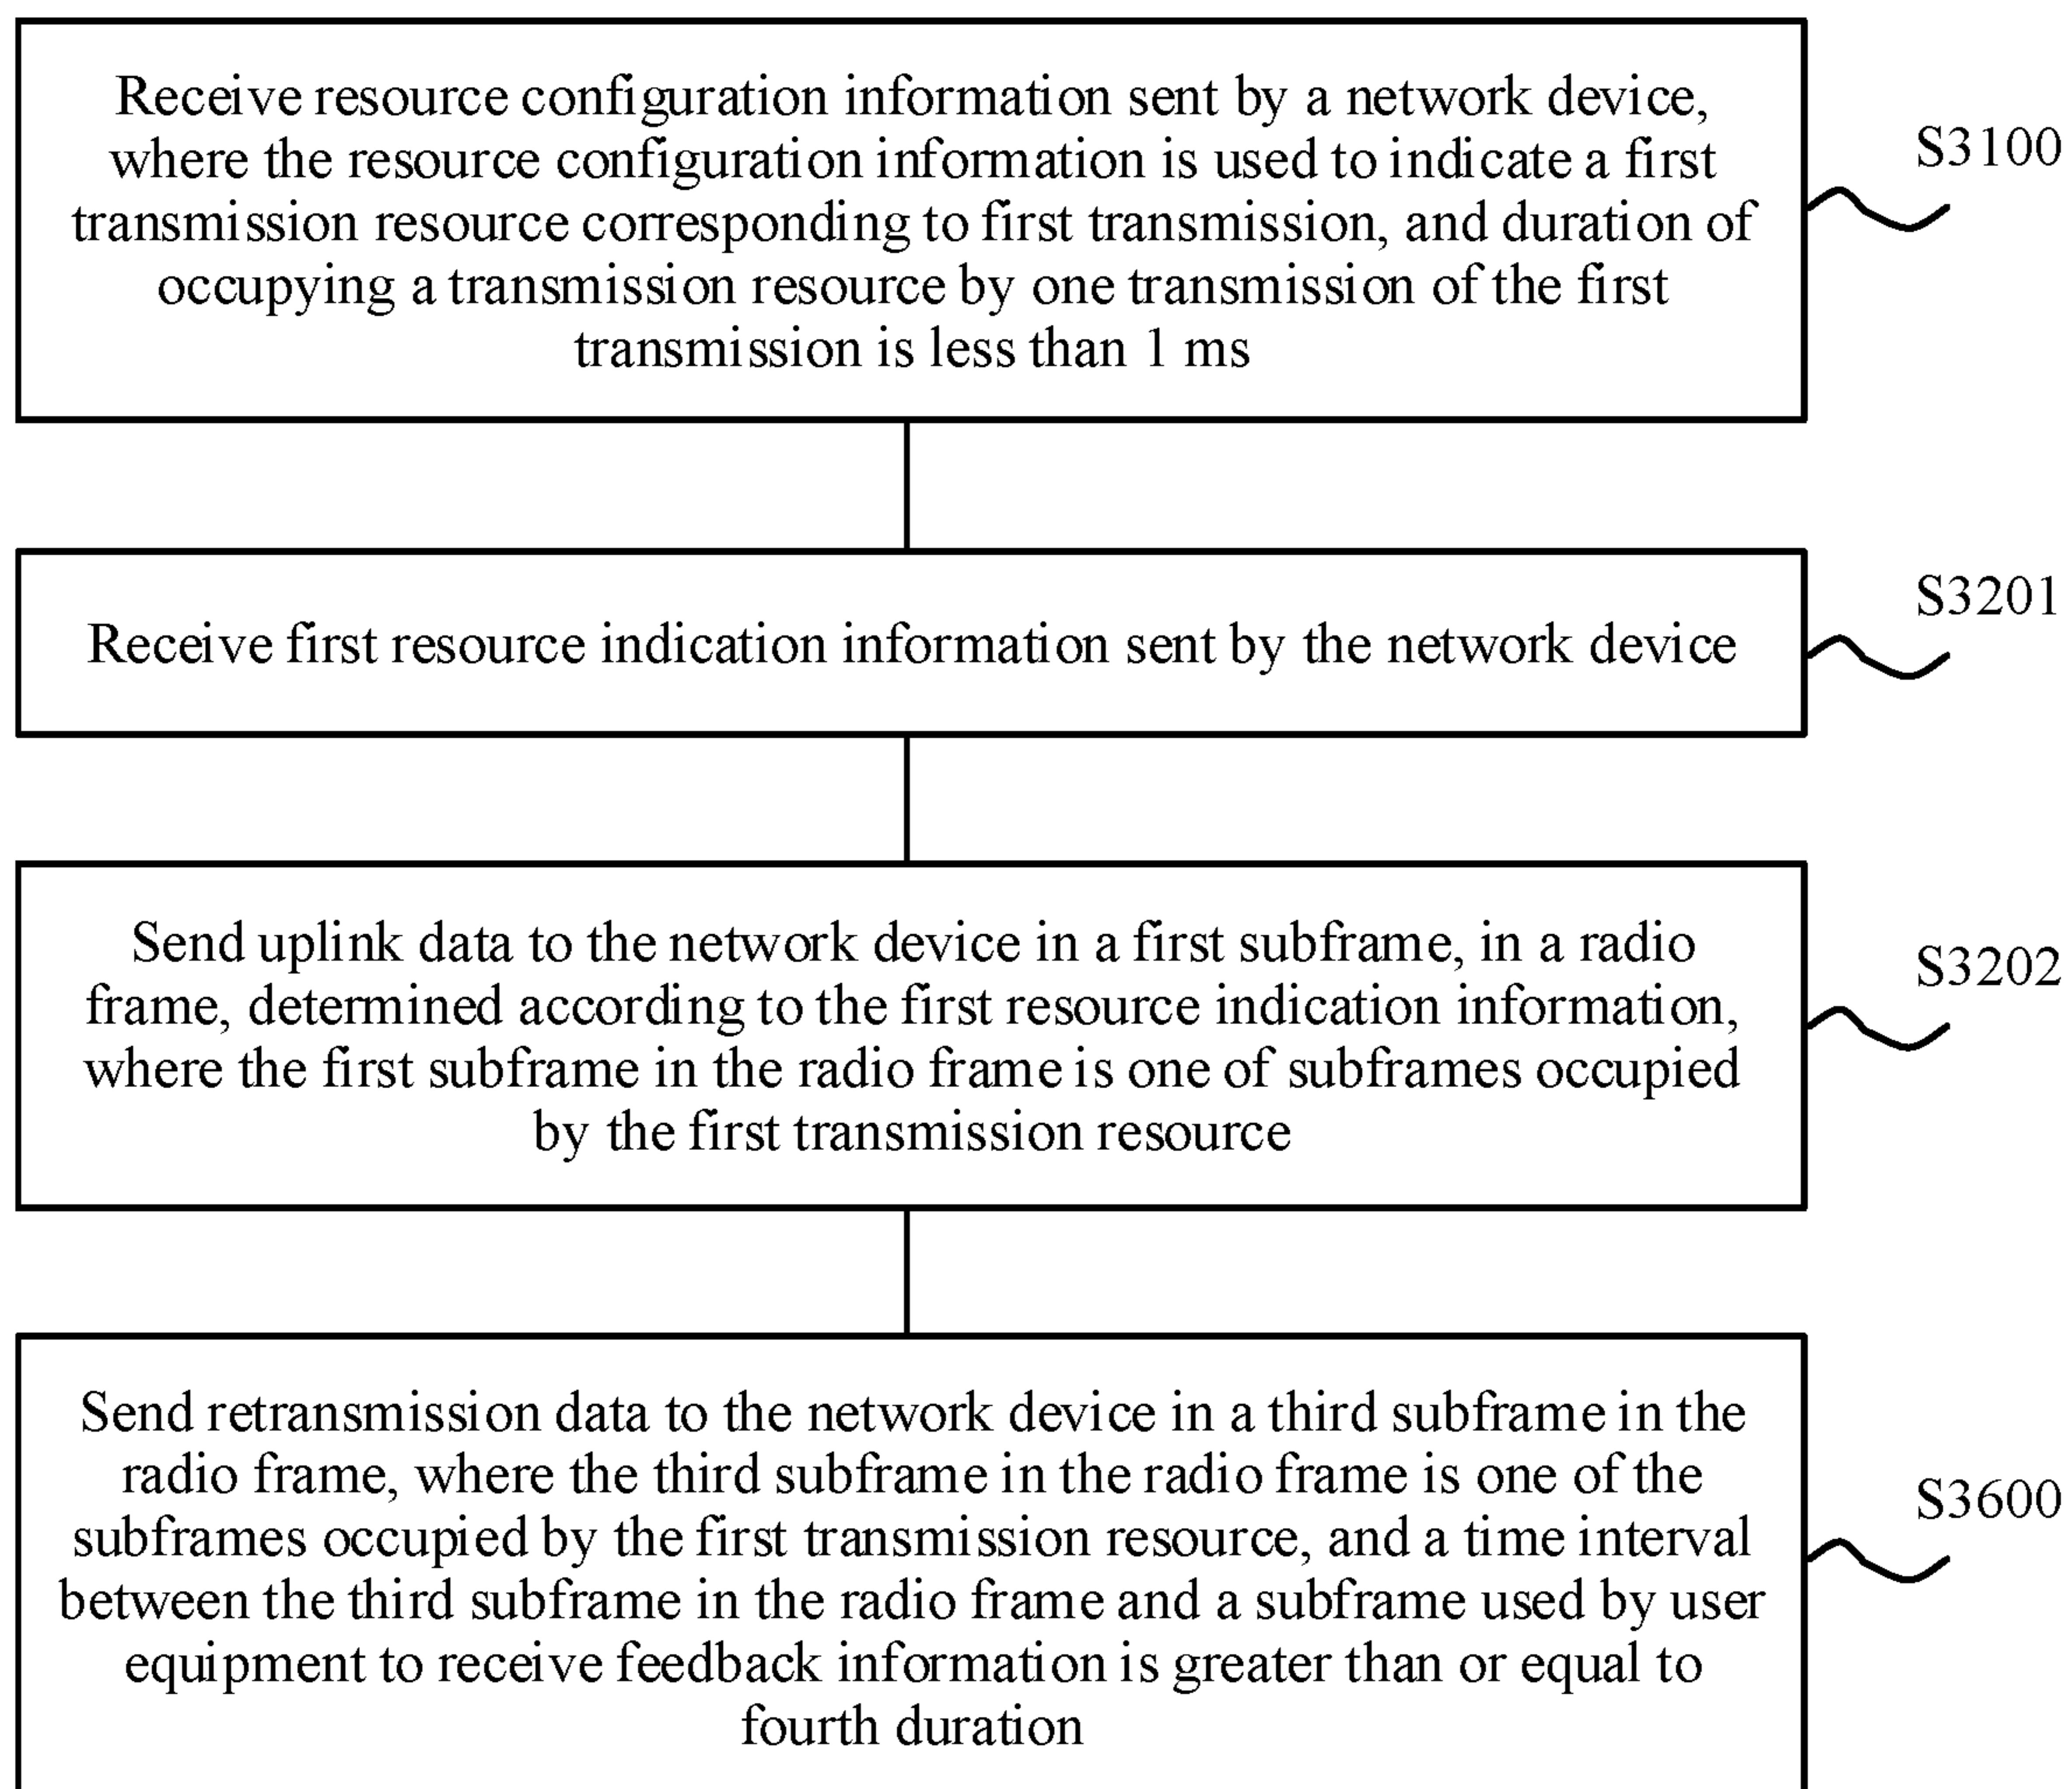 Receive resource configuration information sent by a network device,
where the resource configuration information is used to indicate a first
transmission resource corresponding to first transmission, and duration of
occupying a transmission resource by one transmission of the first
transmission is less than 1 ms
S3100
Receive first resource indication information sent by the network device
S3201
Send uplink data to the network device in a first subframe, in a radio
frame, determined according to the first resource indication information,
where the first subframe in the radio frame is one of subframes occupied
by the first transmission resource
S3202
Send retransmission data to the network device in a third subframe in the
radio frame, where the third subframe in the radio frame is one of the
subframes occupied by the first transmission resource, and a time interval
between the third subframe in the radio frame and a subframe used by user
equipment to receive feedback information is greater than or equal to
fourth duration
S3600